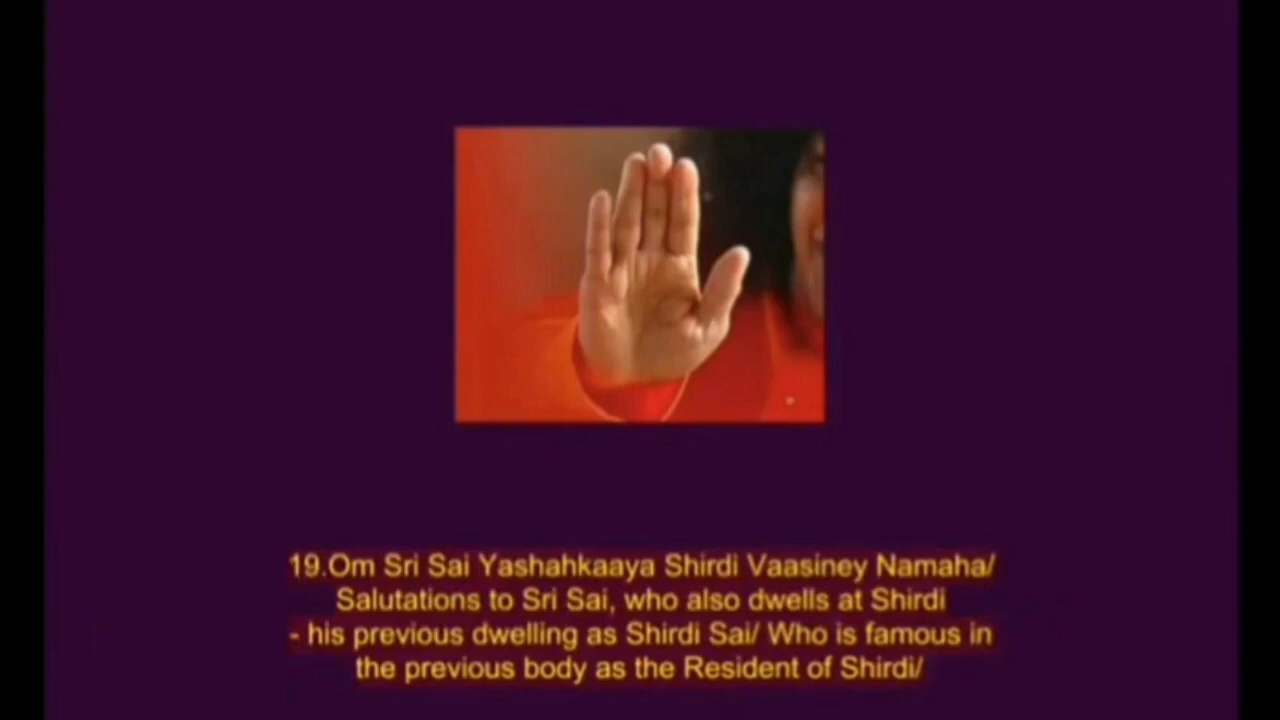 19.Om Sri Sai Yashahkaaya Shirdi Vaasiney Namaha/
Salutations to Sri Sai, who also dwells at Shirdi
- his previous dwelling as Shirdi Sai/ Who is famous in
the previous body as the Resident of Shirdi/